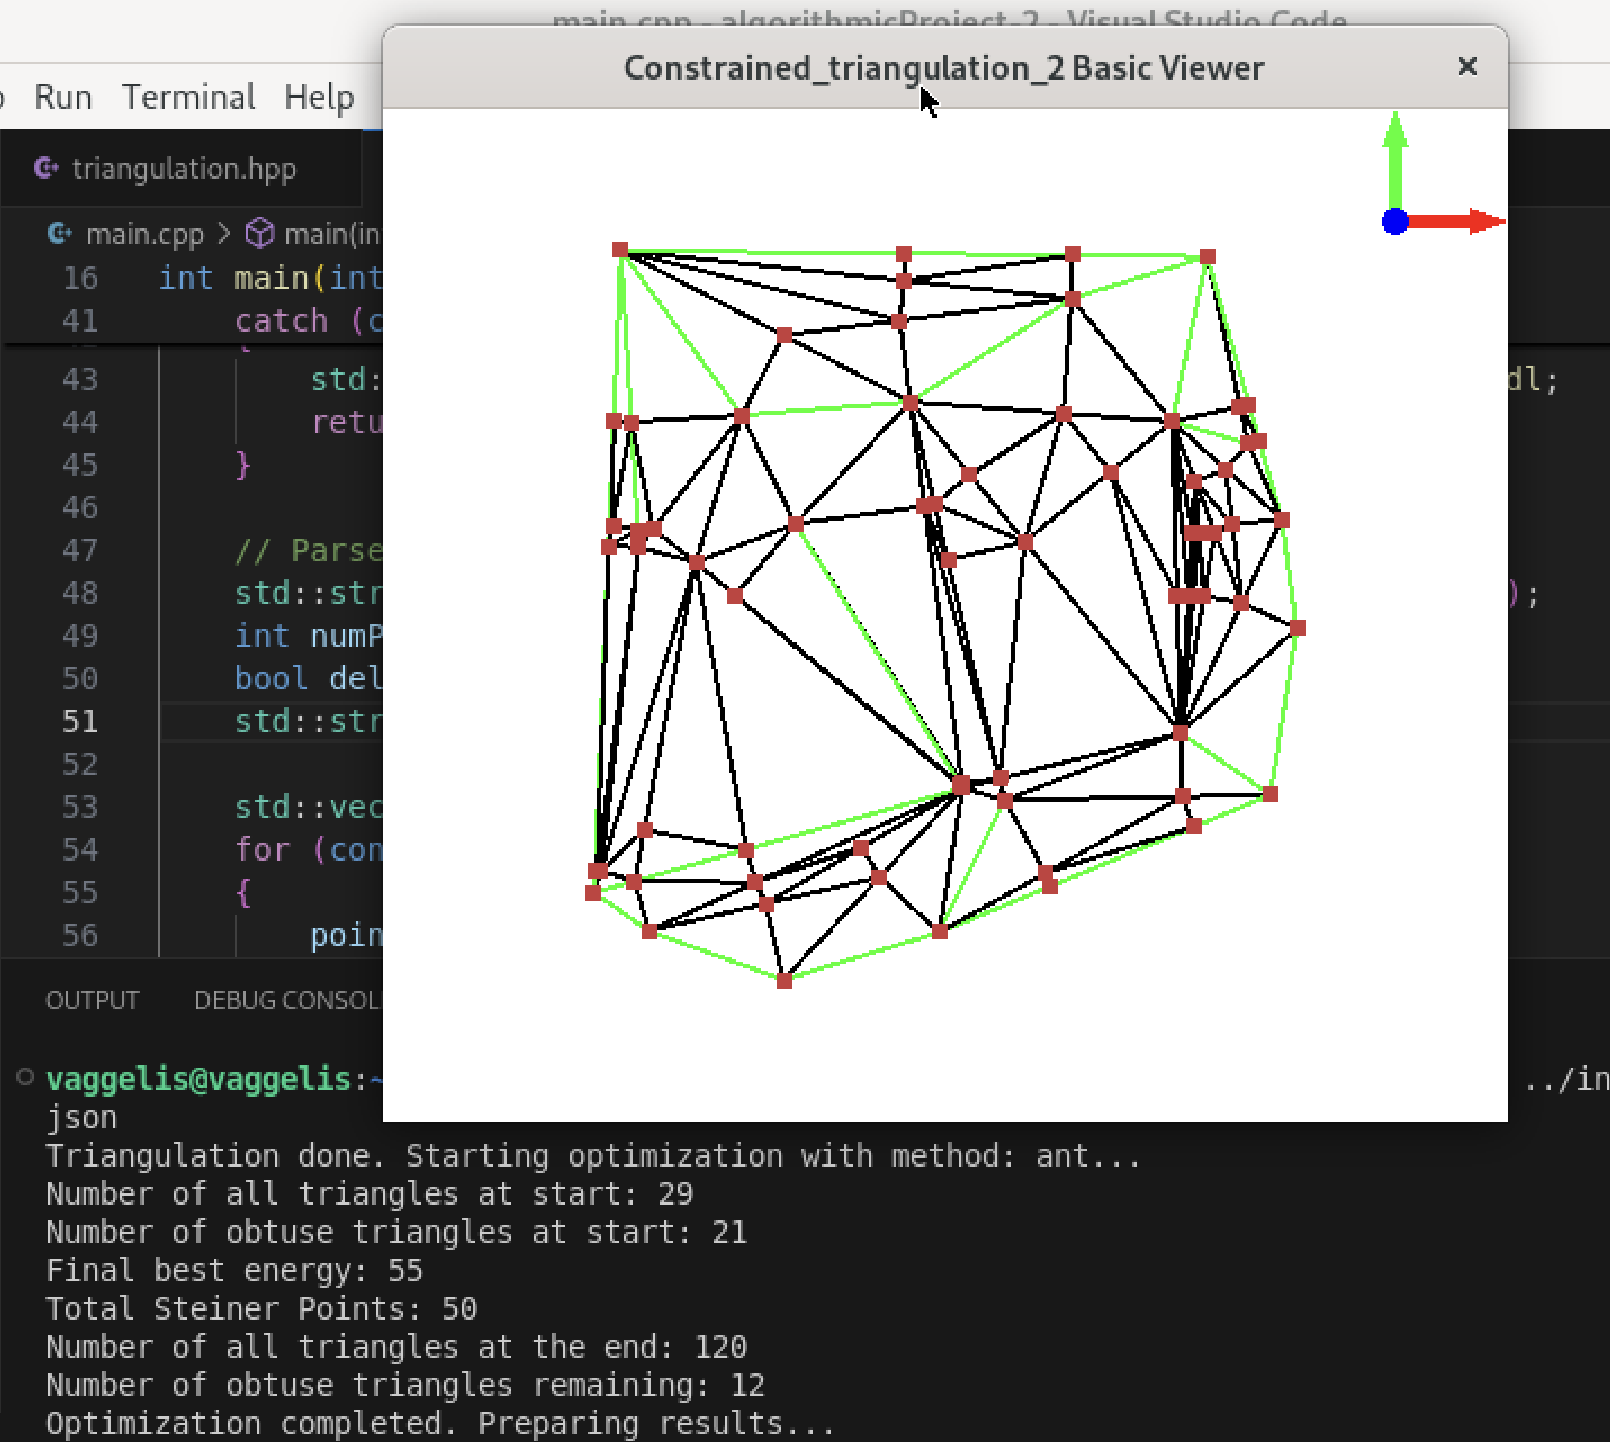 main.cpp - algorithmicProject-2 - Visual Studio Code
Run Terminal Help
Constrained_triangulation_2 Basic Viewer ×
triangulation.hpp
main.cpp > main(in
16 int main(int
41 catch (c
43 std: dl;
44 retu
45 }
46
47 // Parse
48 std::str );
49 int numP
50 bool del
51 std::str
52
53 std::vec
54 for (con
55 {
56 poin
OUTPUT DEBUG CONSOL
vaggelis@vaggelis:~ ../in
json
Triangulation done. Starting optimization with method: ant...
Number of all triangles at start: 29
Number of obtuse triangles at start: 21
Final best energy: 55
Total Steiner Points: 50
Number of all triangles at the end: 120
Number of obtuse triangles remaining: 12
Optimization completed. Preparing results...